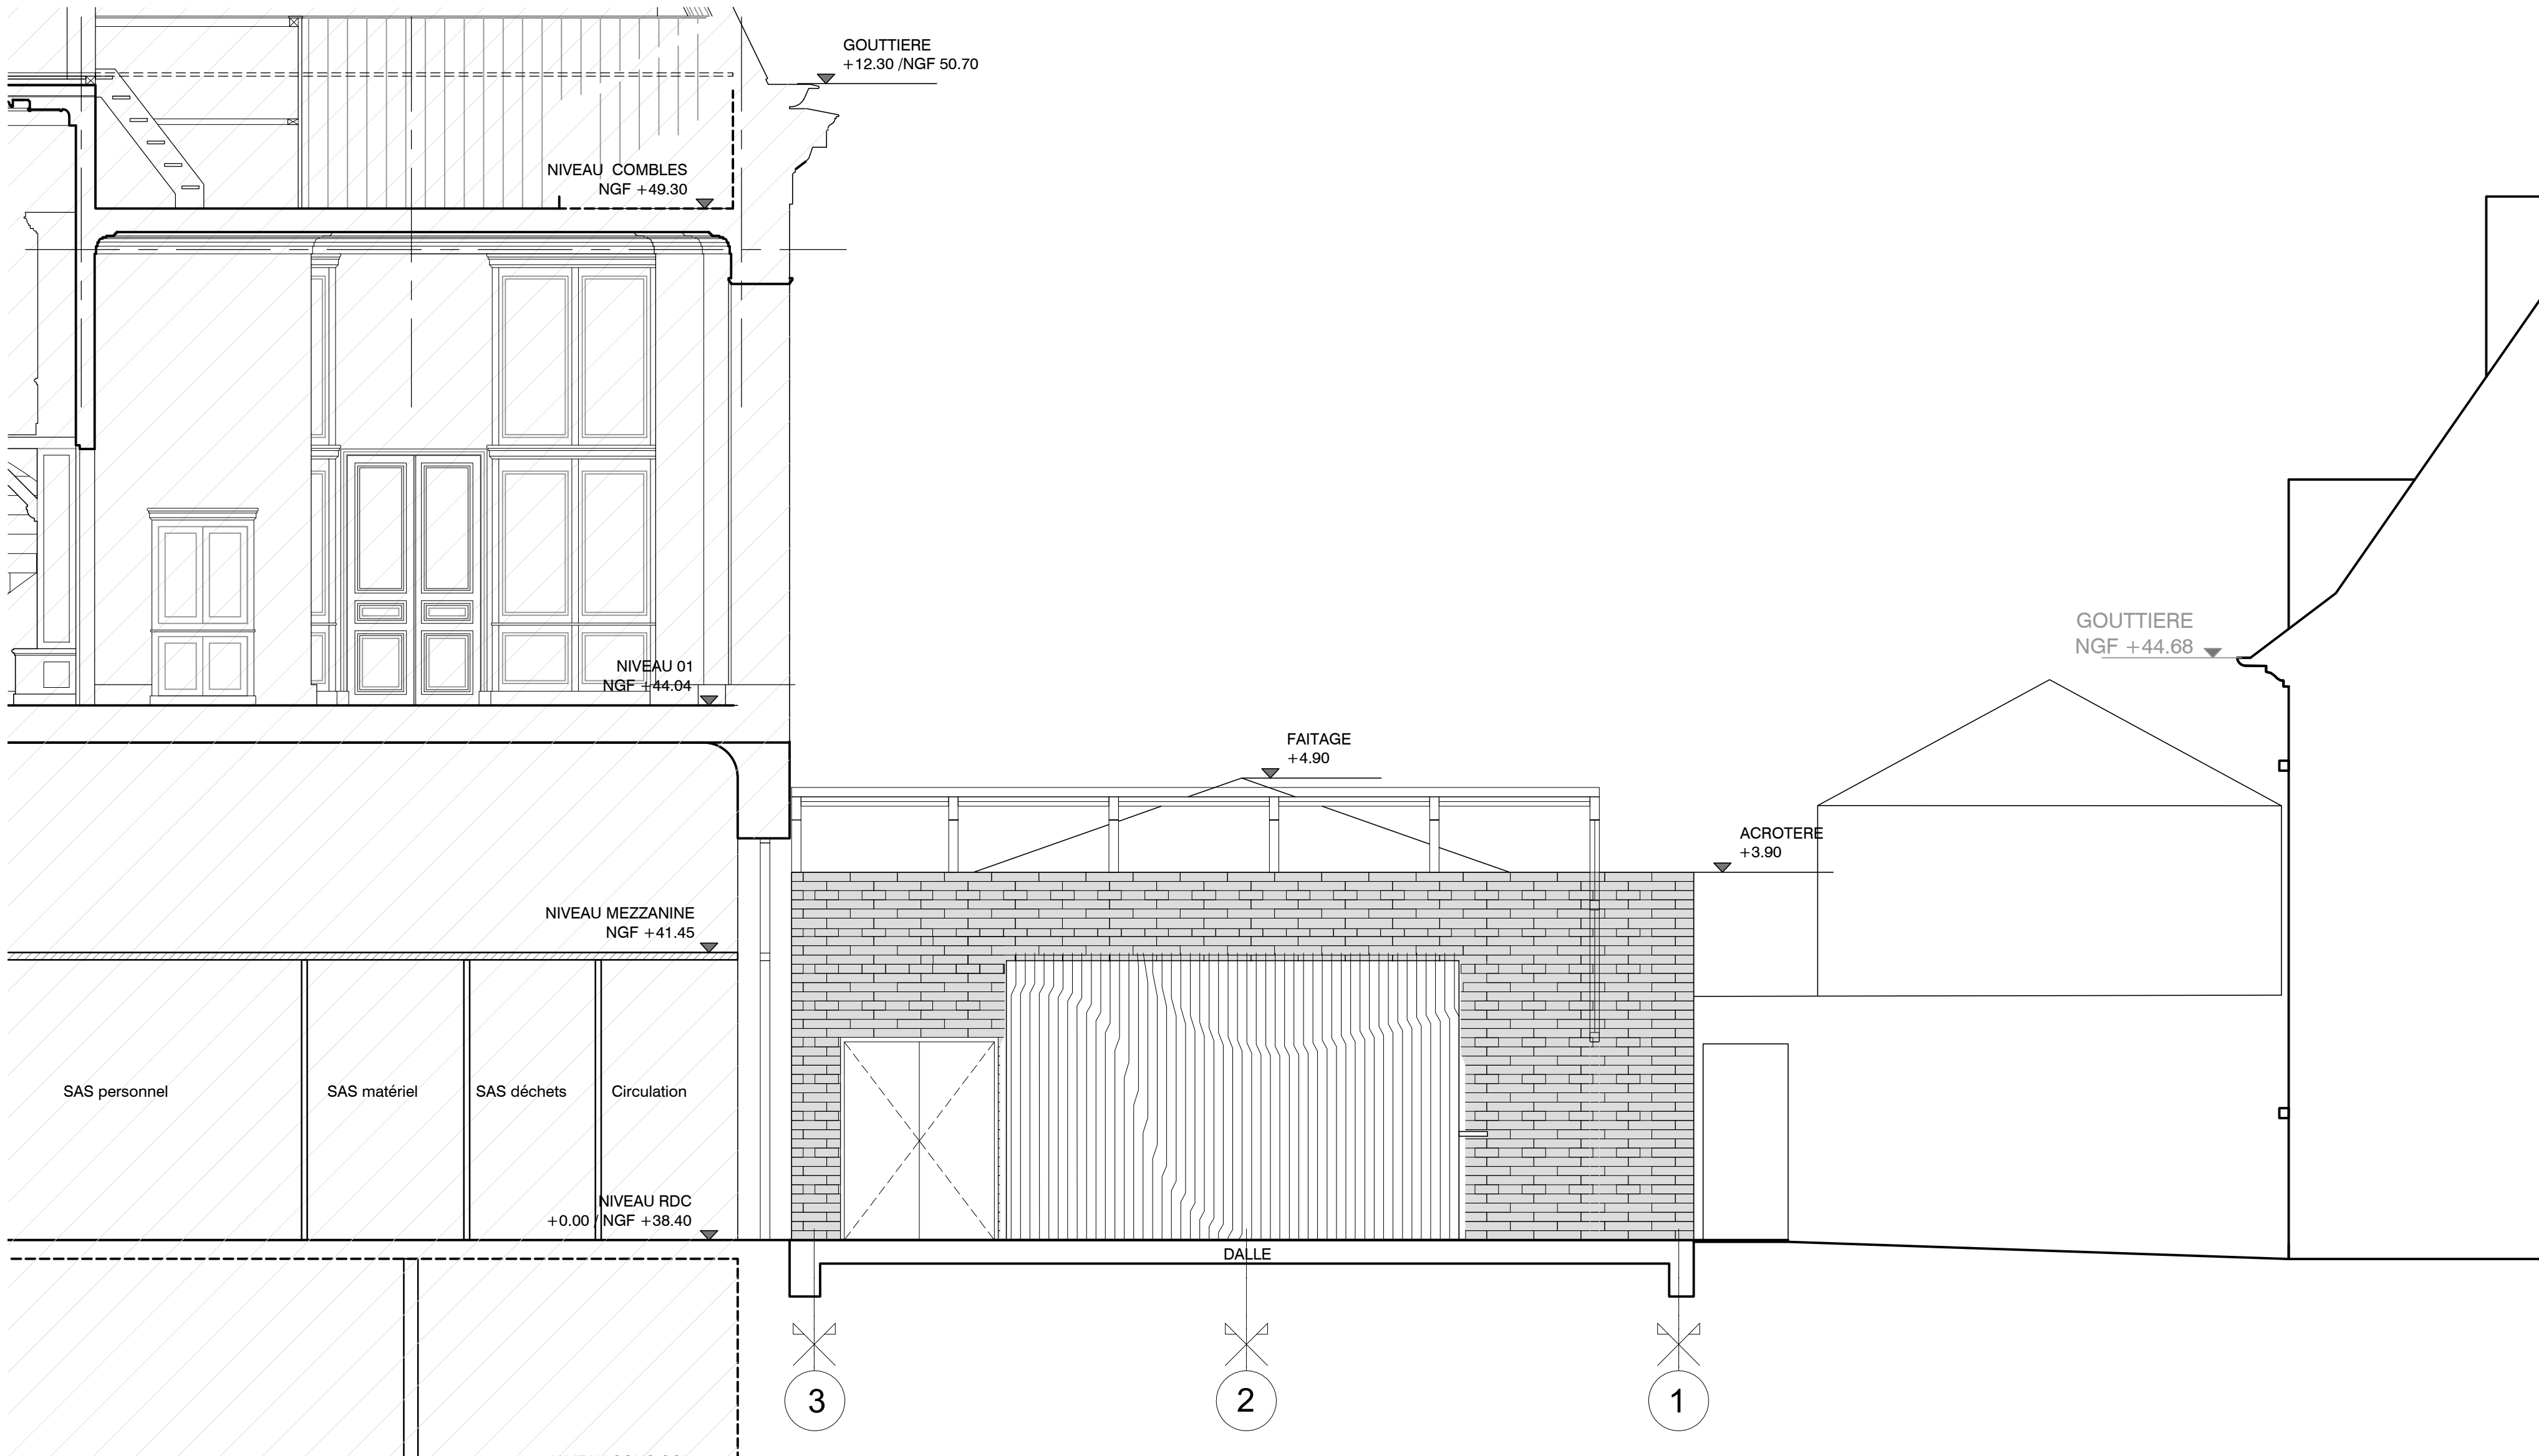 GOUTTIERE
+12.30 /NGF 50.70
NIVEAU COMBLES
NGF +49.30
GOUTTIERE
NGF +44.68
NIVEAU 01
NGF +44.04
FAITAGE
+4.90
ACROTERE
+3.90
NIVEAU MEZZANINE
NGF +41.45
SAS personnel
SAS matériel
SAS déchets
Circulation
NIVEAU RDC
+0.00 / NGF +38.40
DALLE
3
2
1